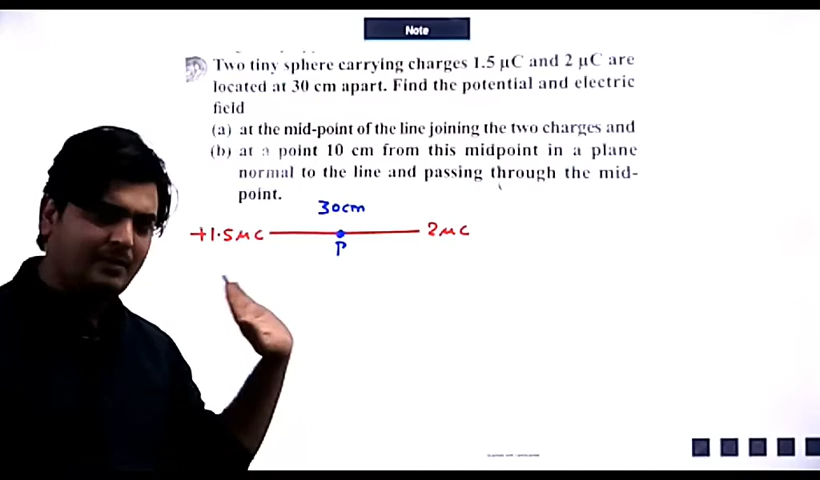 Note
Two tiny sphere carrying charges 1.5 μC and 2 μC are
located at 30 cm apart. Find the potential and electric
field
(a) at the mid-point of the line joining the two charges and
(b) at a point 10 cm from this midpoint in a plane
normal to the line and passing through the mid-
point.
30cm
+1.5μC
2μC
P